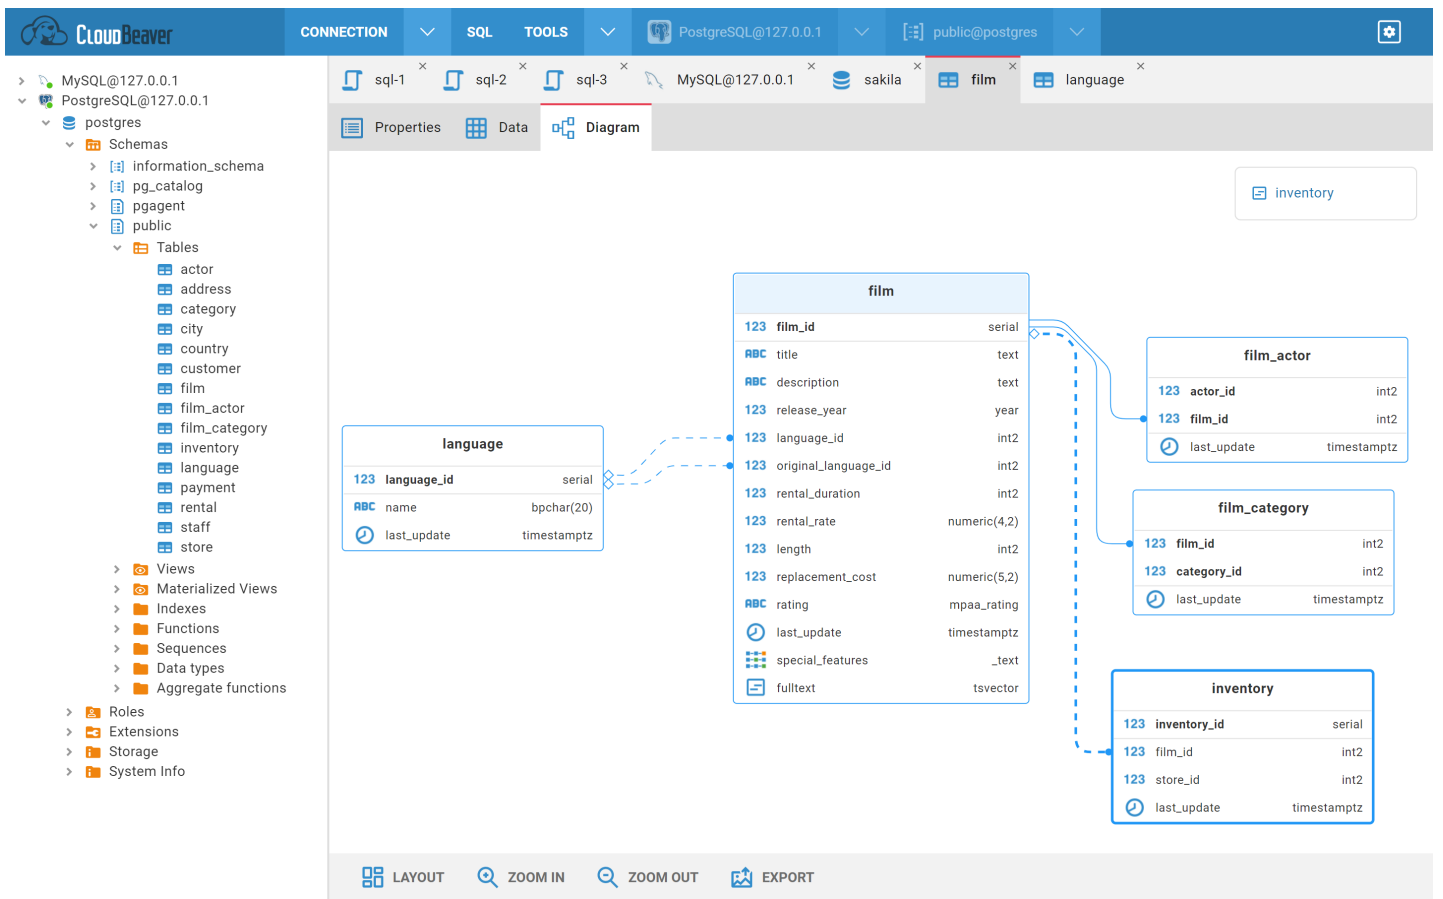 CLOUDBEAVER
CONNECTION SQL TOOLS PostgreSQL@127.0.0.1 public@postgres
sql-1 sql-2 sql-3 MySQL@127.0.0.1 sakila film language
Properties Data Diagram
MySQL@127.0.0.1
PostgreSQL@127.0.0.1
postgres
Schemas
information_schema
pg_catalog
pgagent
public
Tables
actor
address
category
city
country
customer
film
film_actor
film_category
inventory
language
payment
rental
staff
store
Views
Materialized Views
Indexes
Functions
Sequences
Data types
Aggregate functions
Roles
Extensions
Storage
System Info
inventory
language
123 language_id serial
ABC name bpchar(20)
last_update timestamptz
film
123 film_id serial
ABC title text
ABC description text
123 release_year year
123 language_id int2
123 original_language_id int2
123 rental_duration int2
123 rental_rate numeric(4,2)
123 length int2
123 replacement_cost numeric(5,2)
ABC rating mpaa_rating
last_update timestamptz
special_features _text
fulltext tsvector
film_actor
123 actor_id int2
123 film_id int2
last_update timestamptz
film_category
123 film_id int2
123 category_id int2
last_update timestamptz
inventory
123 inventory_id serial
123 film_id int2
123 store_id int2
last_update timestamptz
LAYOUT ZOOM IN ZOOM OUT EXPORT